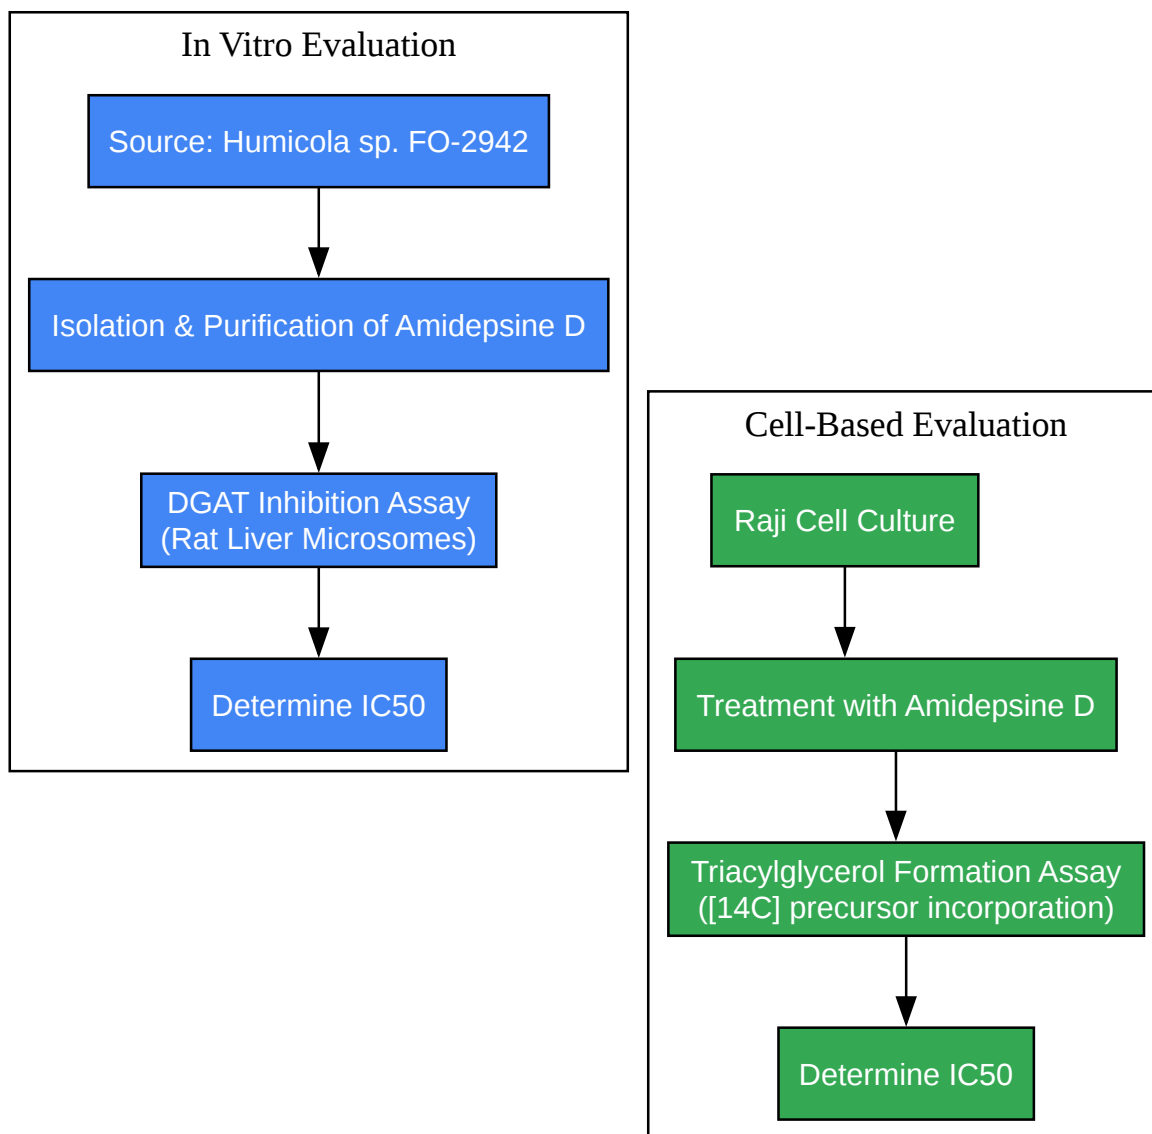 In Vitro Evaluation
Source: Humicola sp. FO-2942
Isolation & Purification of Amidepsine D
DGAT Inhibition Assay
(Rat Liver Microsomes)
Determine IC50
Cell-Based Evaluation
Raji Cell Culture
Treatment with Amidepsine D
Triacylglycerol Formation Assay
([14C] precursor incorporation)
Determine IC50